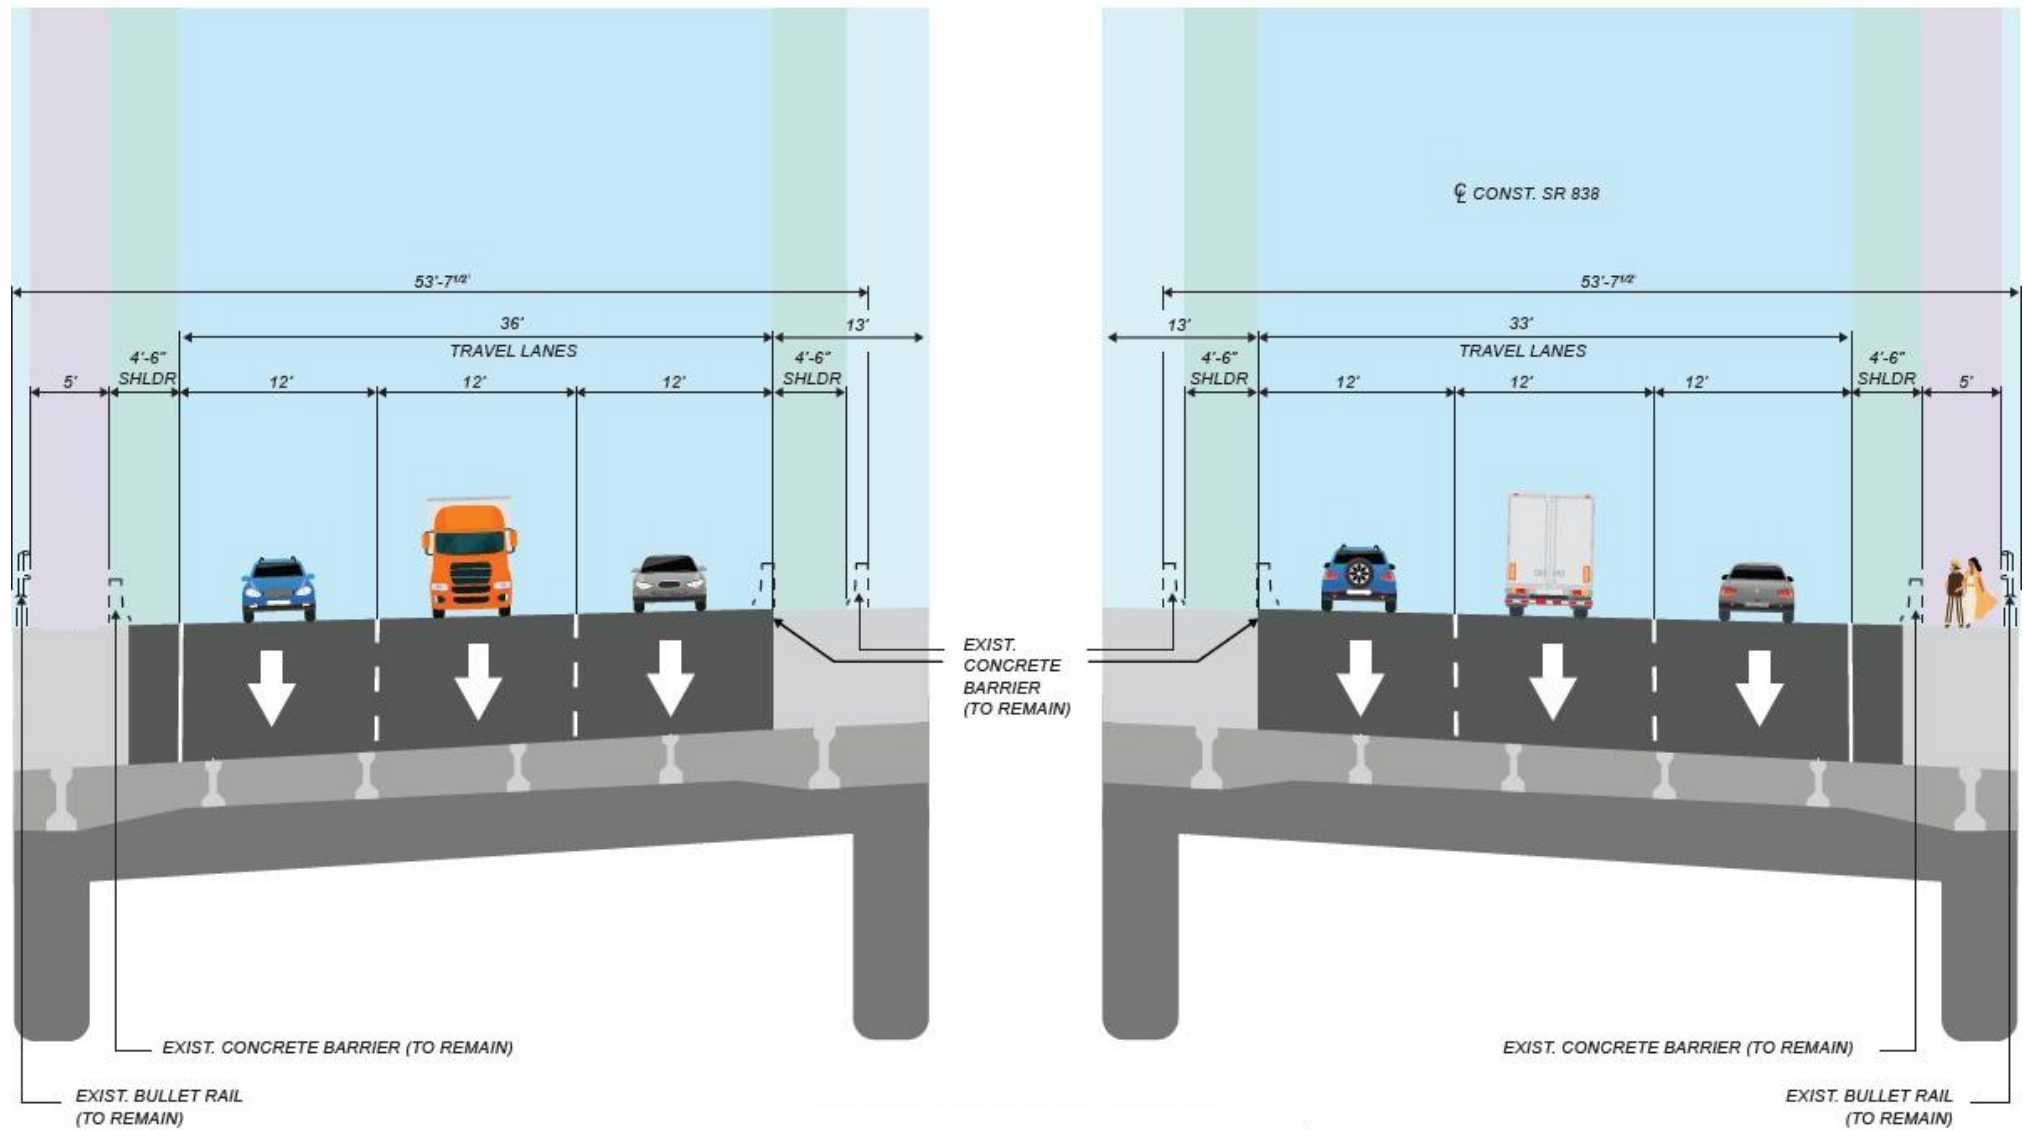 ℄ CONST. SR 838
53'-7½"
53'-7½"
36'
13'
13'
33'
TRAVEL LANES
TRAVEL LANES
5'
4'-6"
SHLDR
12'
12'
12'
4'-6"
SHLDR
4'-6"
SHLDR
12'
12'
12'
4'-6"
SHLDR
5'
EXIST.
CONCRETE
BARRIER
(TO REMAIN)
EXIST. CONCRETE BARRIER (TO REMAIN)
EXIST. CONCRETE BARRIER (TO REMAIN)
EXIST. BULLET RAIL
(TO REMAIN)
EXIST. BULLET RAIL
(TO REMAIN)